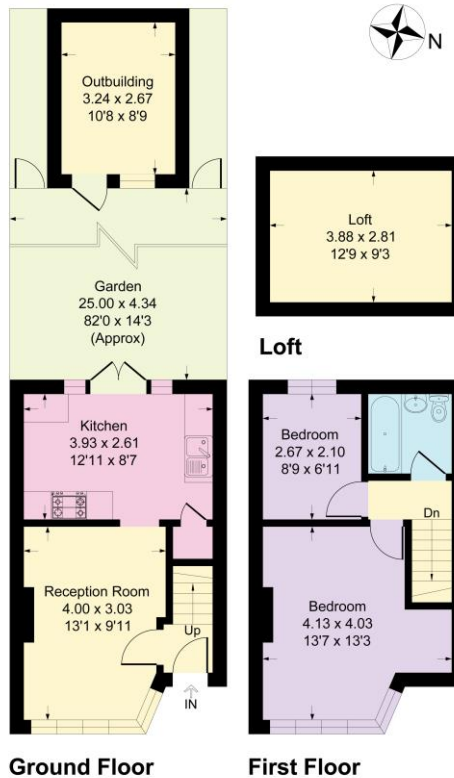 N
Outbuilding
3.24 x 2.67
10'8 x 8'9
Loft
3.88 x 2.81
12'9 x 9'3
Loft
Garden
25.00 x 4.34
82'0 x 14'3
(Approx)
Kitchen
3.93 x 2.61
12'11 x 8'7
Reception Room
4.00 x 3.03
13'1 x 9'11
Up
IN
Ground Floor
Bedroom
2.67 x 2.10
8'9 x 6'11
Dn
Bedroom
4.13 x 4.03
13'7 x 13'3
First Floor